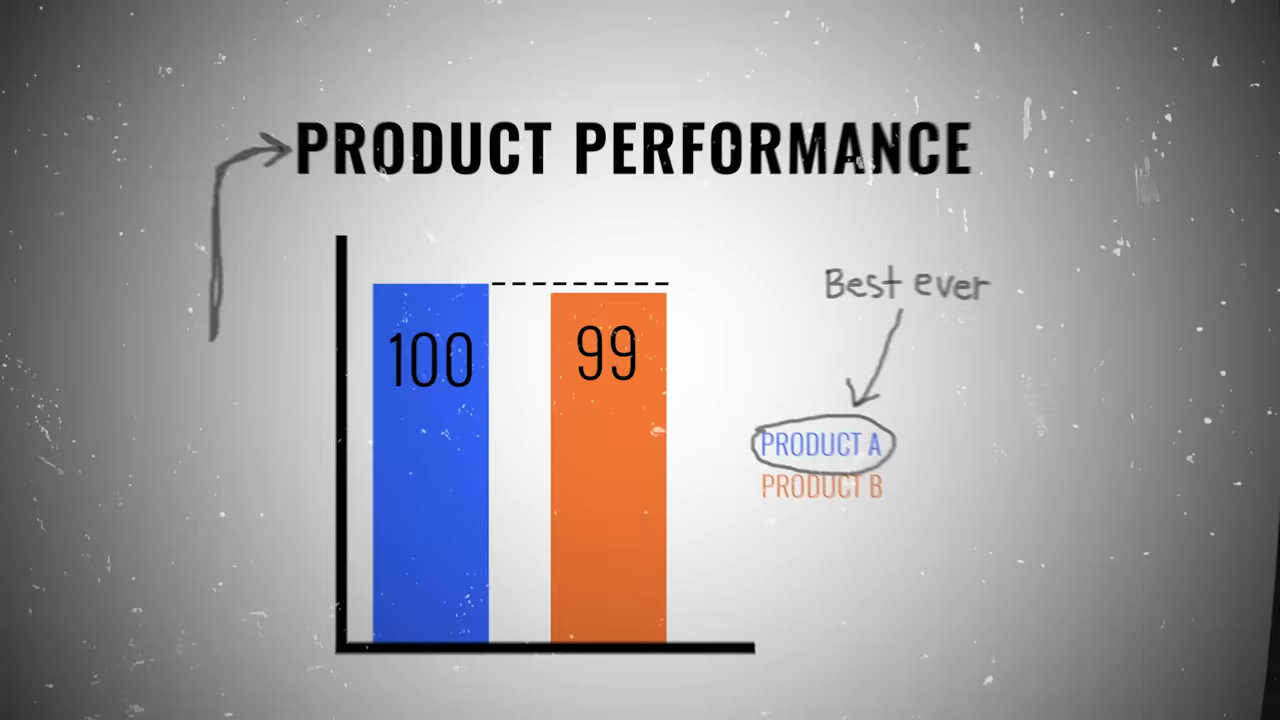 PRODUCT PERFORMANCE
100
99
Best ever
PRODUCT A
PRODUCT B